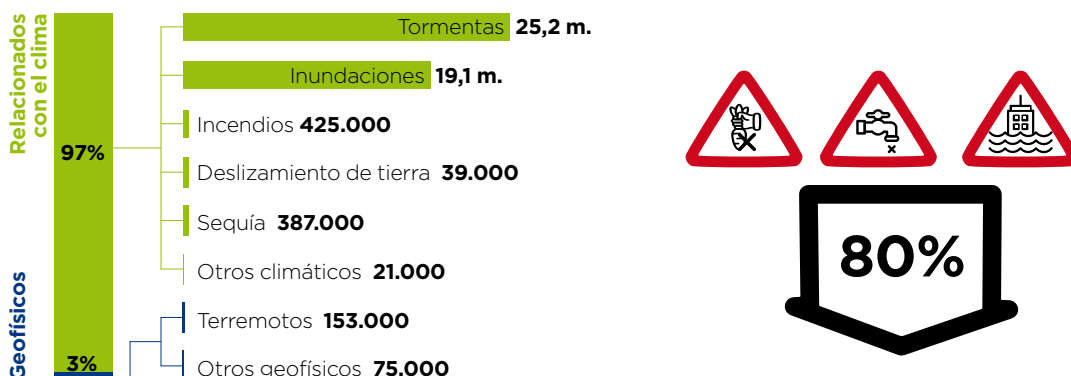 Relacionados
con el clima
97%
Tormentas 25,2 m.
Inundaciones 19,1 m.
Incendios 425.000
Deslizamiento de tierra 39.000
Sequía 387.000
Otros climáticos 21.000
Geofísicos
3%
Terremotos 153.000
Otros geofísicos 75.000
80%